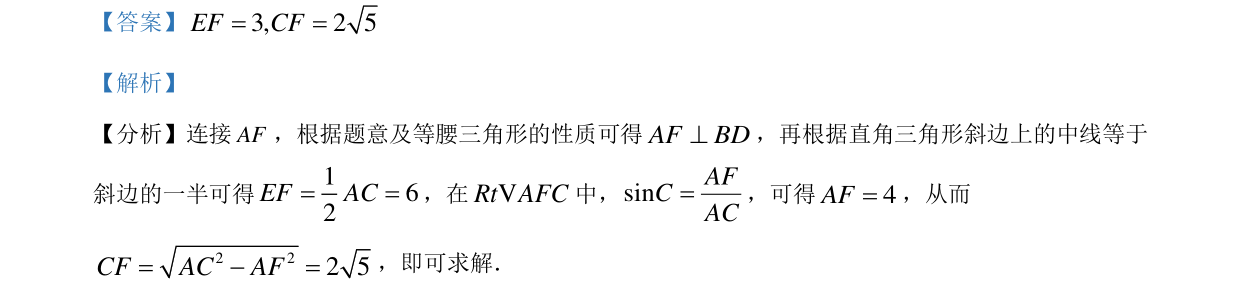 【答案】EF = 3,CF = 2√5
【解析】
【分析】连接 AF ，根据题意及等腰三角形的性质可得 AF ⊥ BD ，再根据直角三角形斜边上的中线等于
斜边的一半可得 EF = 1/2 AC = 6 ，在 RtVAFC 中， sinC = AF/AC ，可得 AF = 4 ，从而
CF = √(AC² − AF²) = 2√5 ，即可求解．